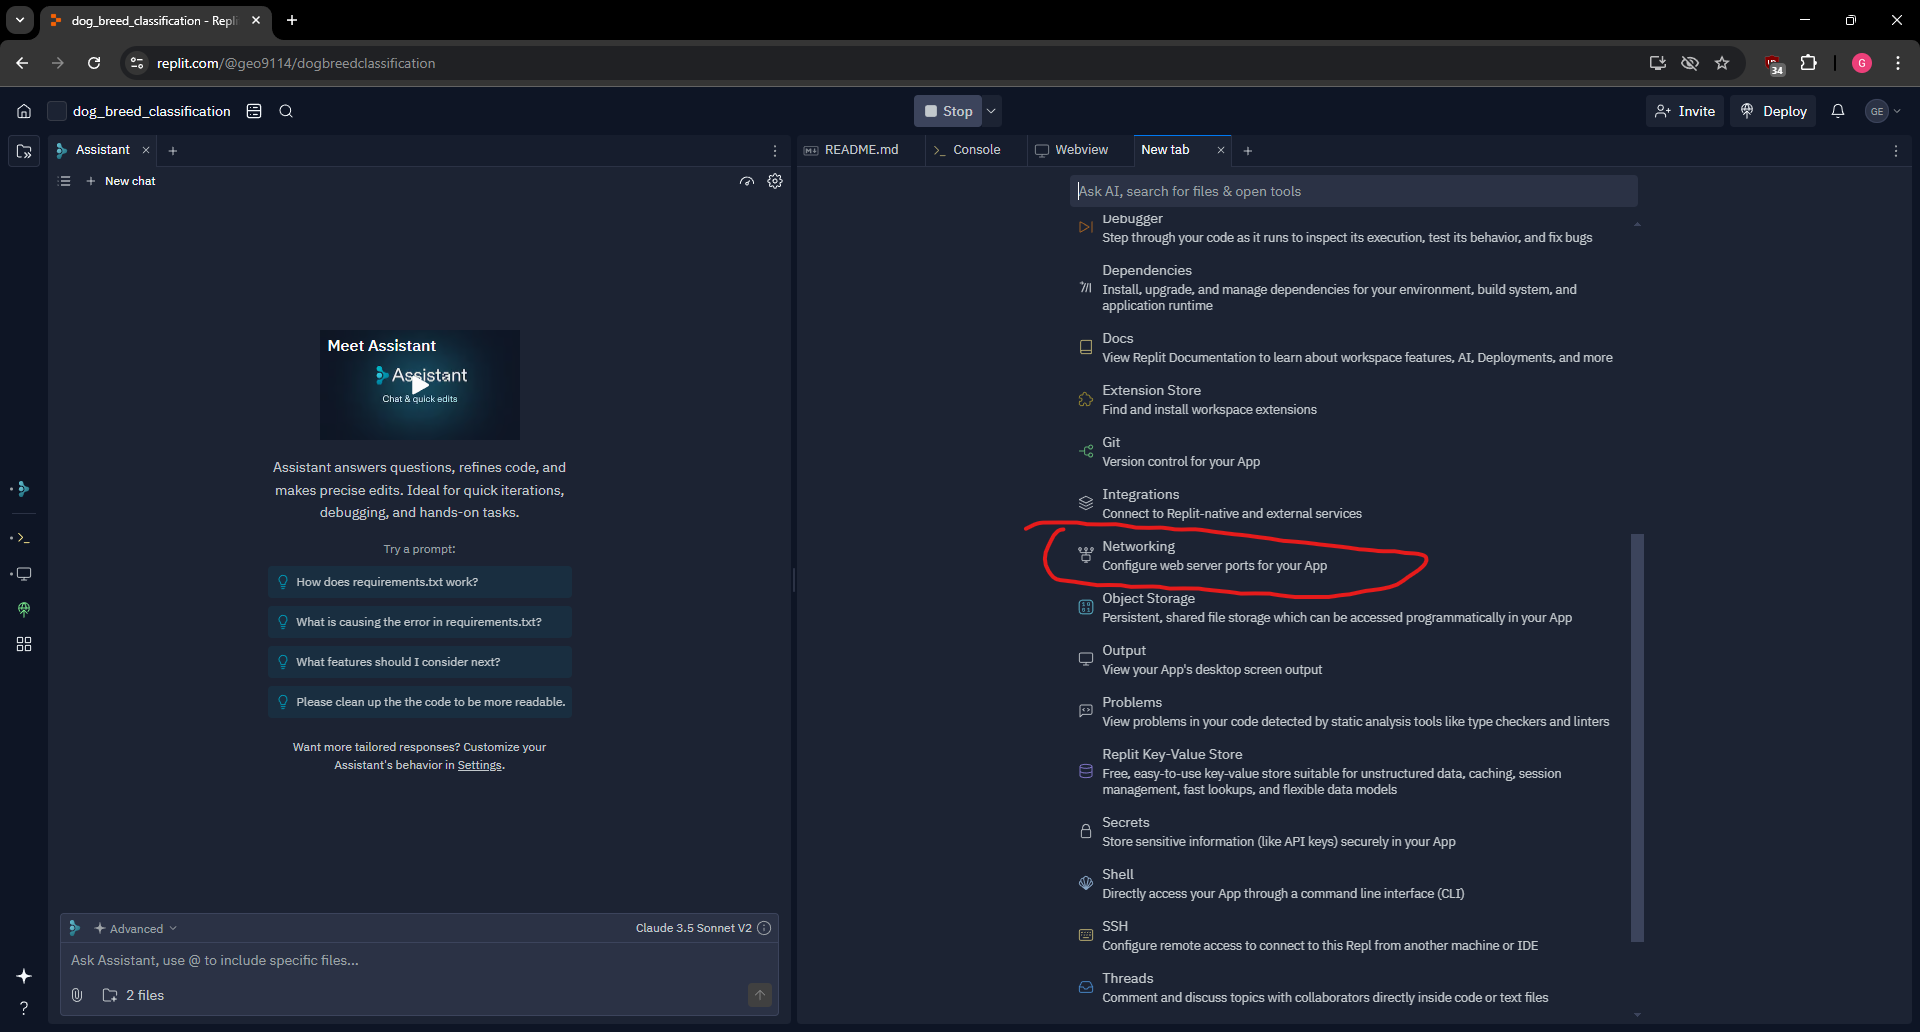 dog_breed_classification - Repli
replit.com/@geo9114/dogbreedclassification
34
G
dog_breed_classification
Stop
Invite
Deploy
GE
Assistant
New chat
Meet Assistant
Assistant
Chat & quick edits
Assistant answers questions, refines code, and
makes precise edits. Ideal for quick iterations,
debugging, and hands-on tasks.
Try a prompt:
How does requirements.txt work?
What is causing the error in requirements.txt?
What features should I consider next?
Please clean up the the code to be more readable.
Want more tailored responses? Customize your
Assistant's behavior in Settings.
Advanced
Claude 3.5 Sonnet V2
Ask Assistant, use @ to include specific files...
2 files
README.md
Console
Webview
New tab
Ask AI, search for files & open tools
Debugger
Step through your code as it runs to inspect its execution, test its behavior, and fix bugs
Dependencies
Install, upgrade, and manage dependencies for your environment, build system, and
application runtime
Docs
View Replit Documentation to learn about workspace features, AI, Deployments, and more
Extension Store
Find and install workspace extensions
Git
Version control for your App
Integrations
Connect to Replit-native and external services
Networking
Configure web server ports for your App
Object Storage
Persistent, shared file storage which can be accessed programmatically in your App
Output
View your App's desktop screen output
Problems
View problems in your code detected by static analysis tools like type checkers and linters
Replit Key-Value Store
Free, easy-to-use key-value store suitable for unstructured data, caching, session
management, fast lookups, and flexible data models
Secrets
Store sensitive information (like API keys) securely in your App
Shell
Directly access your App through a command line interface (CLI)
SSH
Configure remote access to connect to this Repl from another machine or IDE
Threads
Comment and discuss topics with collaborators directly inside code or text files